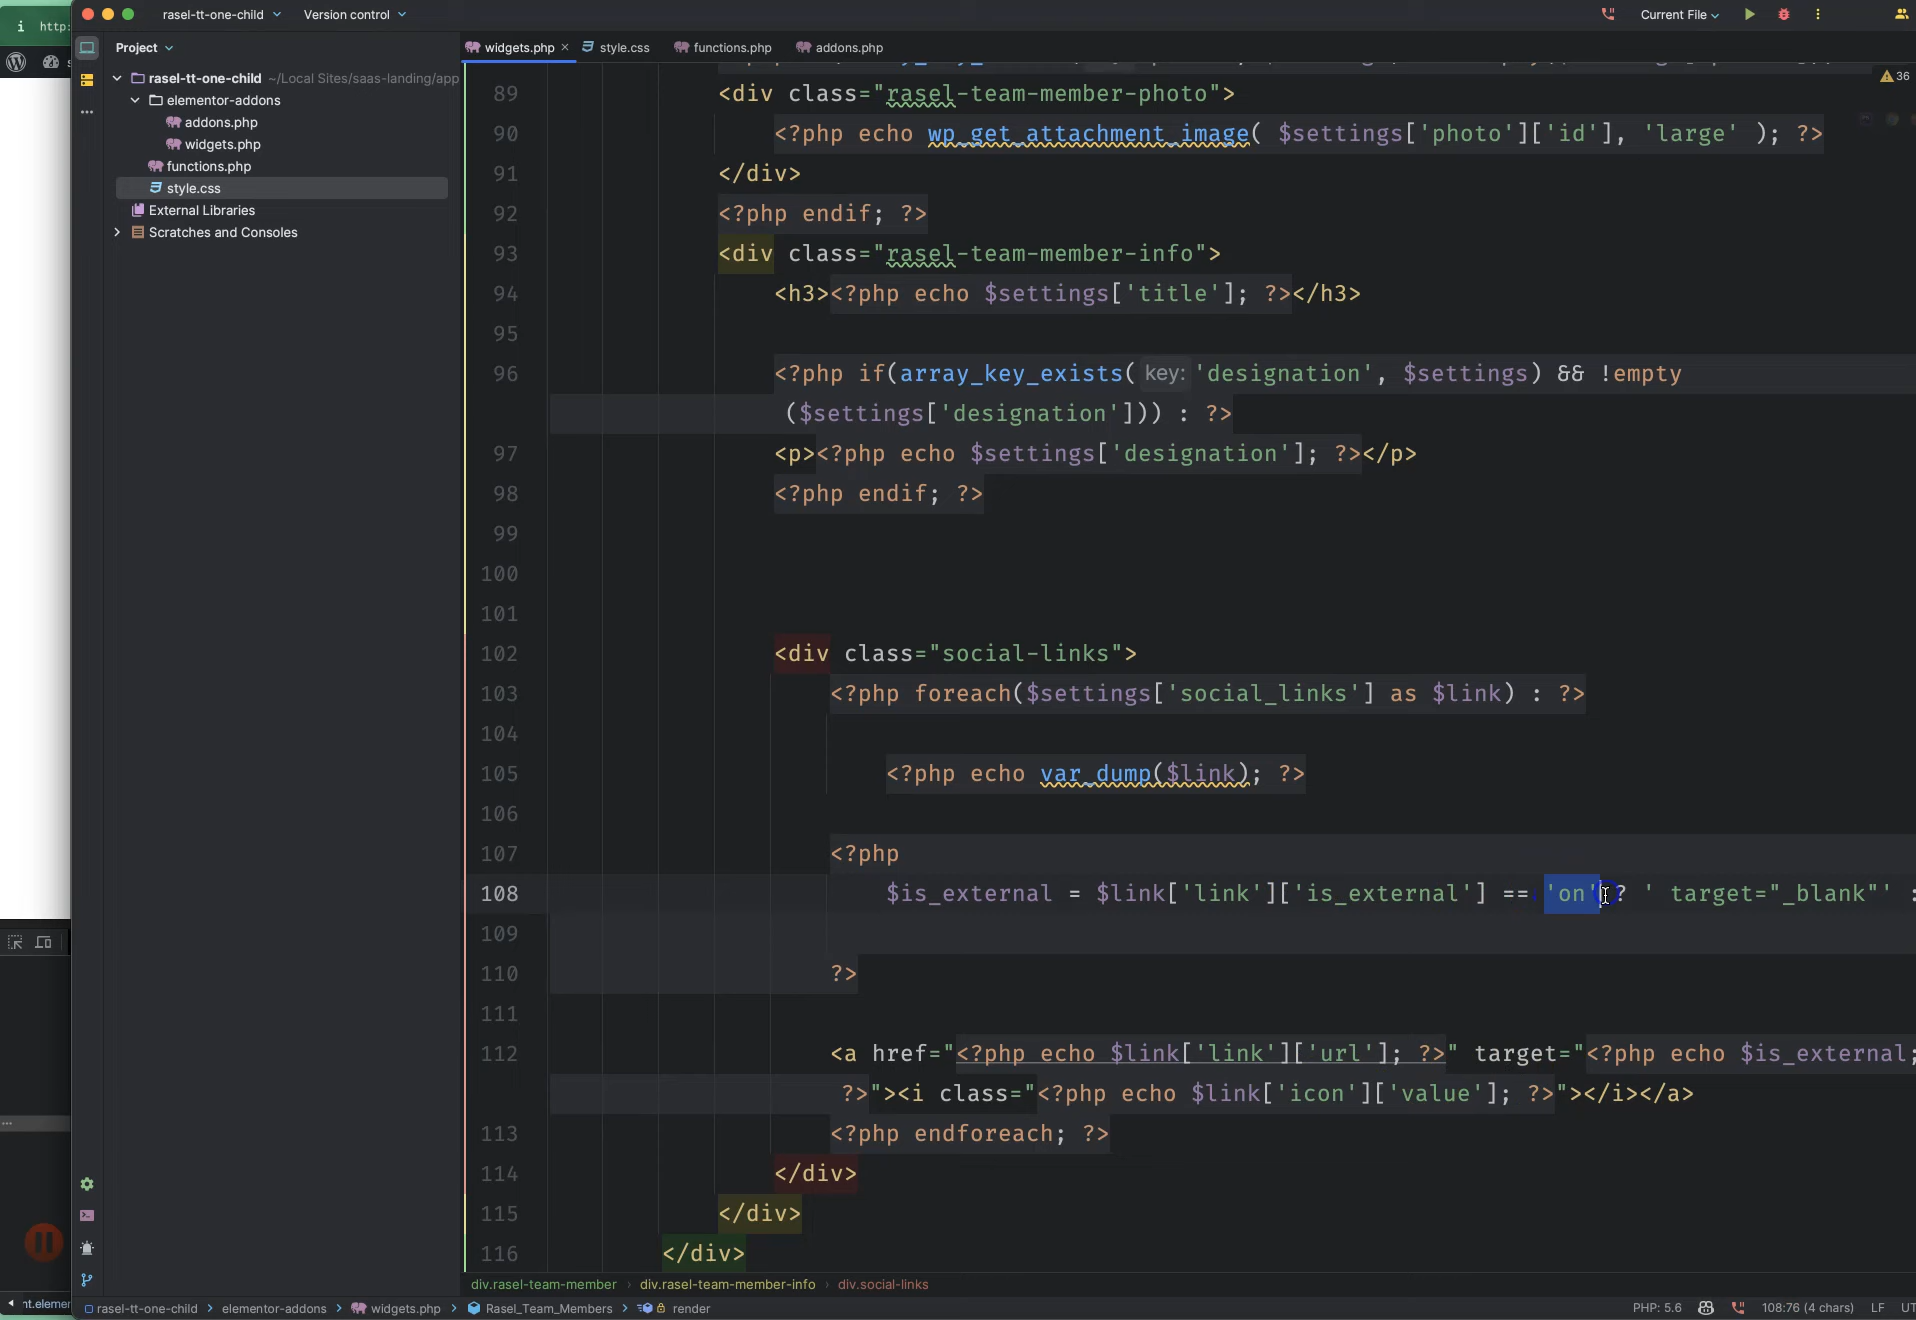 i http:
rasel-tt-one-child Version control Current File
Project
widgets.php style.css functions.php addons.php
36
rasel-tt-one-child ~/Local Sites/saas-landing/app
elementor-addons
addons.php
widgets.php
functions.php
style.css
External Libraries
Scratches and Consoles
89 <div class="rasel-team-member-photo">
90 <?php echo wp_get_attachment_image( $settings['photo']['id'], 'large' ); ?>
91 </div>
92 <?php endif; ?>
93 <div class="rasel-team-member-info">
94 <h3><?php echo $settings['title']; ?></h3>
95
96 <?php if(array_key_exists( key: 'designation', $settings) && !empty
($settings['designation'])) : ?>
97 <p><?php echo $settings['designation']; ?></p>
98 <?php endif; ?>
99
100
101
102 <div class="social-links">
103 <?php foreach($settings['social_links'] as $link) : ?>
104
105 <?php echo var_dump($link); ?>
106
107 <?php
108 $is_external = $link['link']['is_external'] == 'on' ? ' target="_blank"' :
109
110 ?>
111
112 <a href="<?php echo $link['link']['url']; ?>" target="<?php echo $is_external;
?>"><i class="<?php echo $link['icon']['value']; ?>"></i></a>
113 <?php endforeach; ?>
114 </div>
115 </div>
116 </div>
div.rasel-team-member › div.rasel-team-member-info › div.social-links
nt.elemer
rasel-tt-one-child › elementor-addons › widgets.php › Rasel_Team_Members › render PHP: 5.6 108:76 (4 chars) LF UT